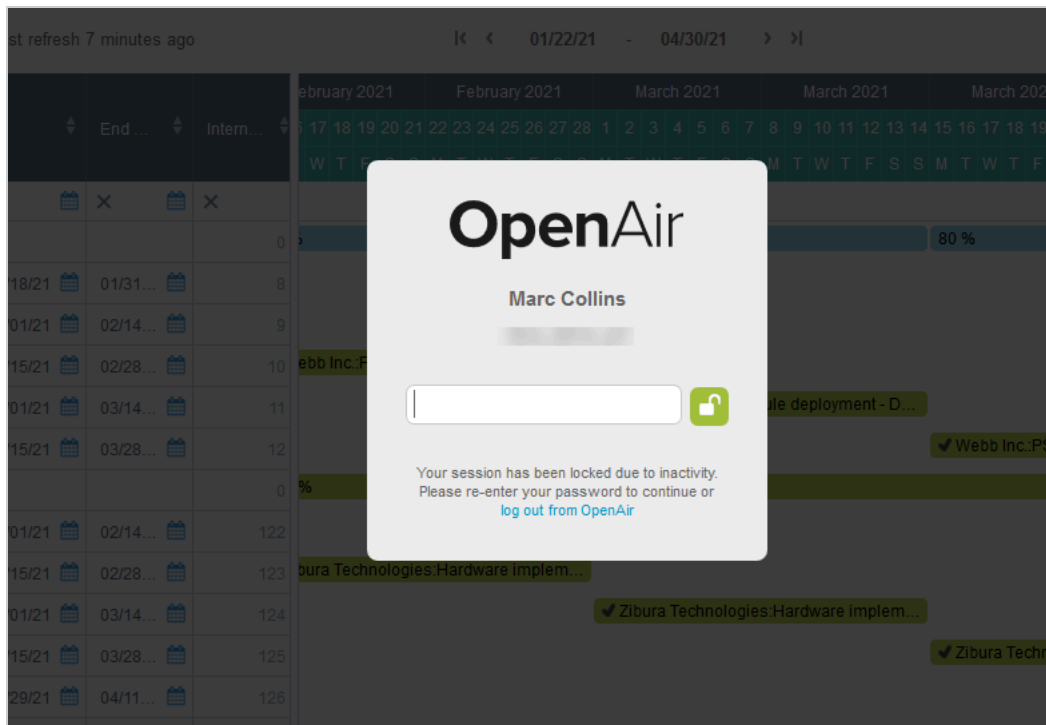 st refresh 7 minutes ago
01/22/21 - 04/30/21
ebruary 2021 February 2021 March 2021 March 2021 March 202
End ... Intern...
17 18 19 20 21 22 23 24 25 26 27 28 1 2 3 4 5 6 7 8 9 10 11 12 13 14 15 16 17 18 19
W T F M T W T F S S M T W T F
OpenAir
0 80 %
/18/21 01/31... 8
Marc Collins
/01/21 02/14... 9
/15/21 02/28... 10 ebb Inc.:F
/01/21 03/14... 11 ule deployment - D...
/15/21 03/28... 12 Webb Inc.:PS
Your session has been locked due to inactivity.
Please re-enter your password to continue or
log out from OpenAir
0 %
/01/21 02/14... 122
/15/21 02/28... 123 bura Technologies:Hardware implem...
/01/21 03/14... 124 Zibura Technologies:Hardware implem...
/15/21 03/28... 125 Zibura Techn
/29/21 04/11... 126